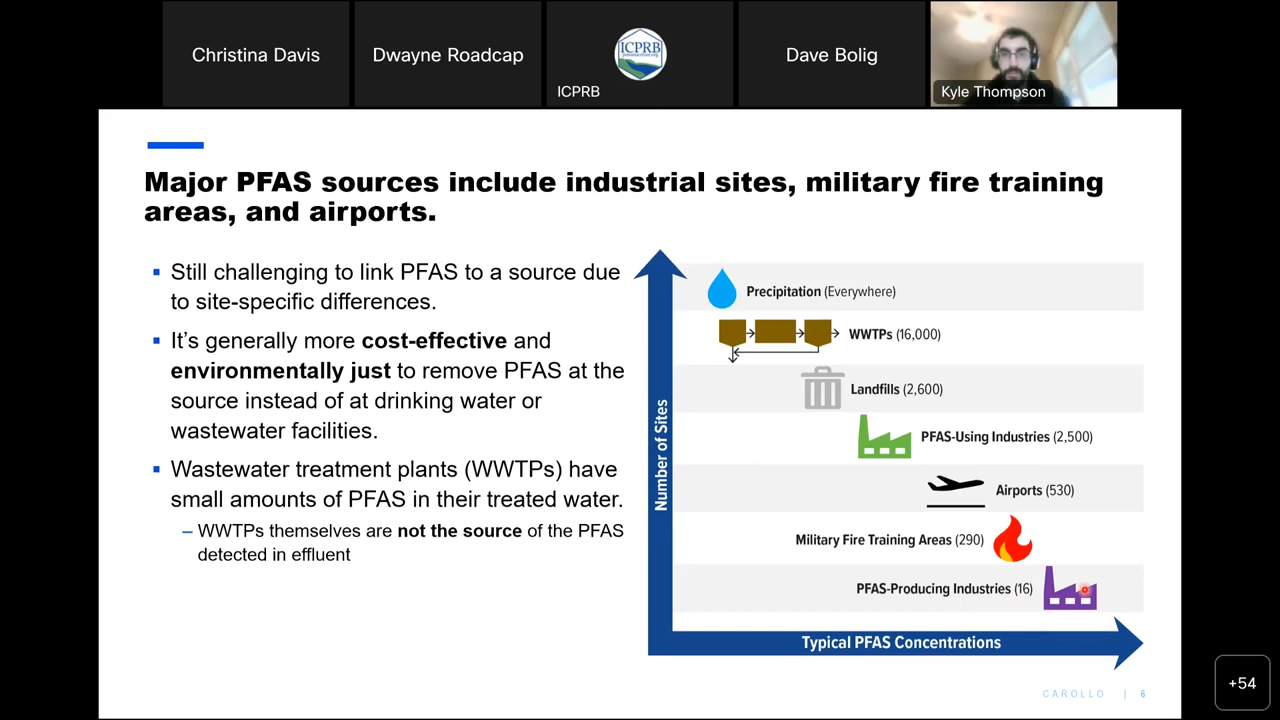 Christina Davis
Dwayne Roadcap
ICPRB
ICPRB
Dave Bolig
Kyle Thompson
Major PFAS sources include industrial sites, military fire training
areas, and airports.
▪ Still challenging to link PFAS to a source due
to site-specific differences.
▪ It's generally more cost-effective and
environmentally just to remove PFAS at the
source instead of at drinking water or
wastewater facilities.
▪ Wastewater treatment plants (WWTPs) have
small amounts of PFAS in their treated water.
– WWTPs themselves are not the source of the PFAS
detected in effluent
Number of Sites
Precipitation (Everywhere)
WWTPs (16,000)
Landfills (2,600)
PFAS-Using Industries (2,500)
Airports (530)
Military Fire Training Areas (290)
PFAS-Producing Industries (16)
Typical PFAS Concentrations
CAROLLO | 6
+54